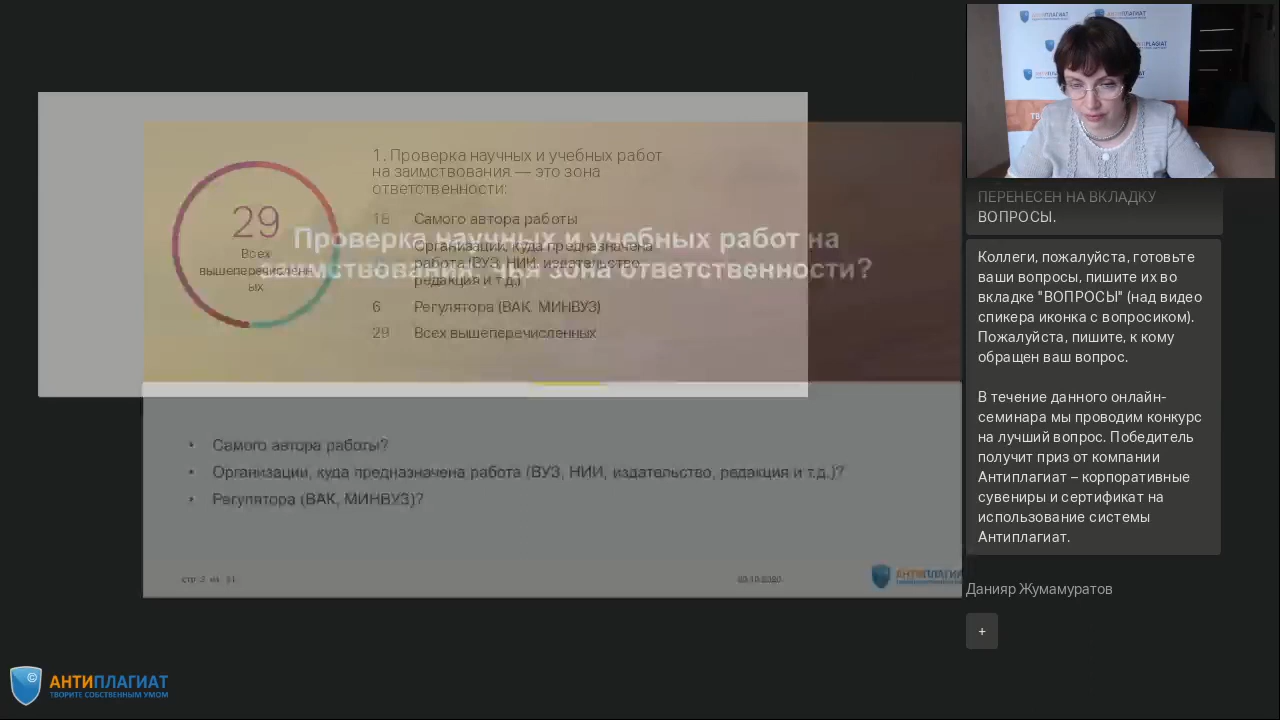 1. Проверка научных и учебных работ
на заимствования — это зона
ответственности:
29
Всех
вышеперечисленн
ых
18 Самого автора работы
Организации, куда предназначена
работа (ВУЗ, НИИ, издательство,
редакция и т.д.)
6 Регулятора (ВАК, МИНВУЗ)
29 Всех вышеперечисленных
Проверка научных и учебных работ на
заимствования, чья зона ответственности?
• Самого автора работы?
• Организации, куда предназначена работа (ВУЗ, НИИ, издательство, редакция и т.д.)?
• Регулятора (ВАК, МИНВУЗ)?
АНТИПЛАГИАТ
АНТИПЛАГИАТ
ТВОРИТЕ СОБСТВЕННЫМ УМОМ
ПЕРЕНЕСЕН НА ВКЛАДКУ
ВОПРОСЫ.
Коллеги, пожалуйста, готовьте
ваши вопросы, пишите их во
вкладке "ВОПРОСЫ" (над видео
спикера иконка с вопросиком).
Пожалуйста, пишите, к кому
обращен ваш вопрос.
В течение данного онлайн-
семинара мы проводим конкурс
на лучший вопрос. Победитель
получит приз от компании
Антиплагиат – корпоративные
сувениры и сертификат на
использование системы
Антиплагиат.
Данияр Жумамуратов
+